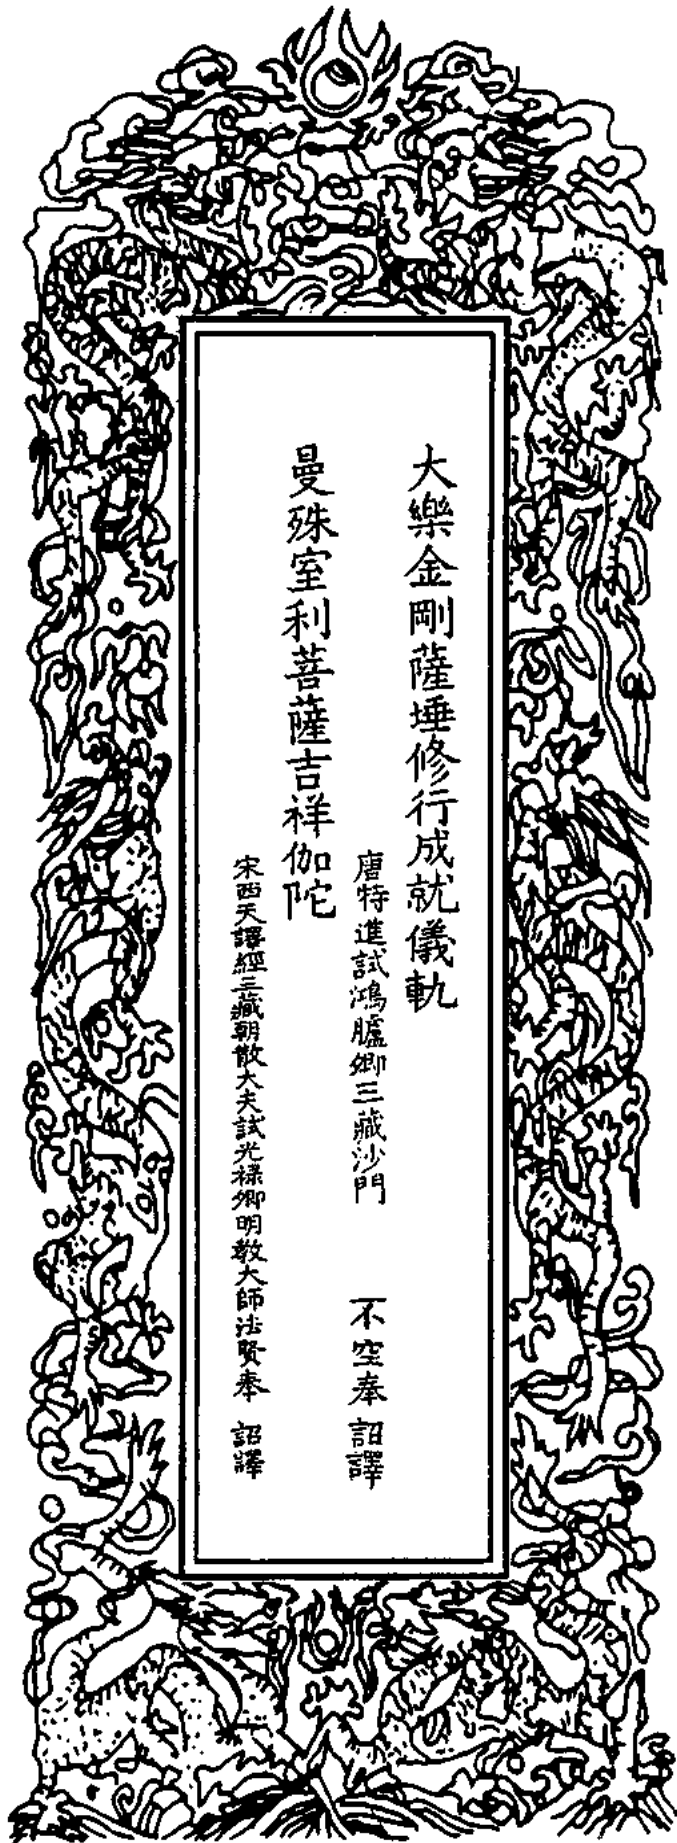 大樂金剛薩埵修行成就儀軌
唐特進試鴻臚卿三藏沙門 不空奉 詔譯
曼殊室利菩薩吉祥伽陀
宋西天譯經三藏朝散大夫試光祿卿明教大師法賢奉 詔譯